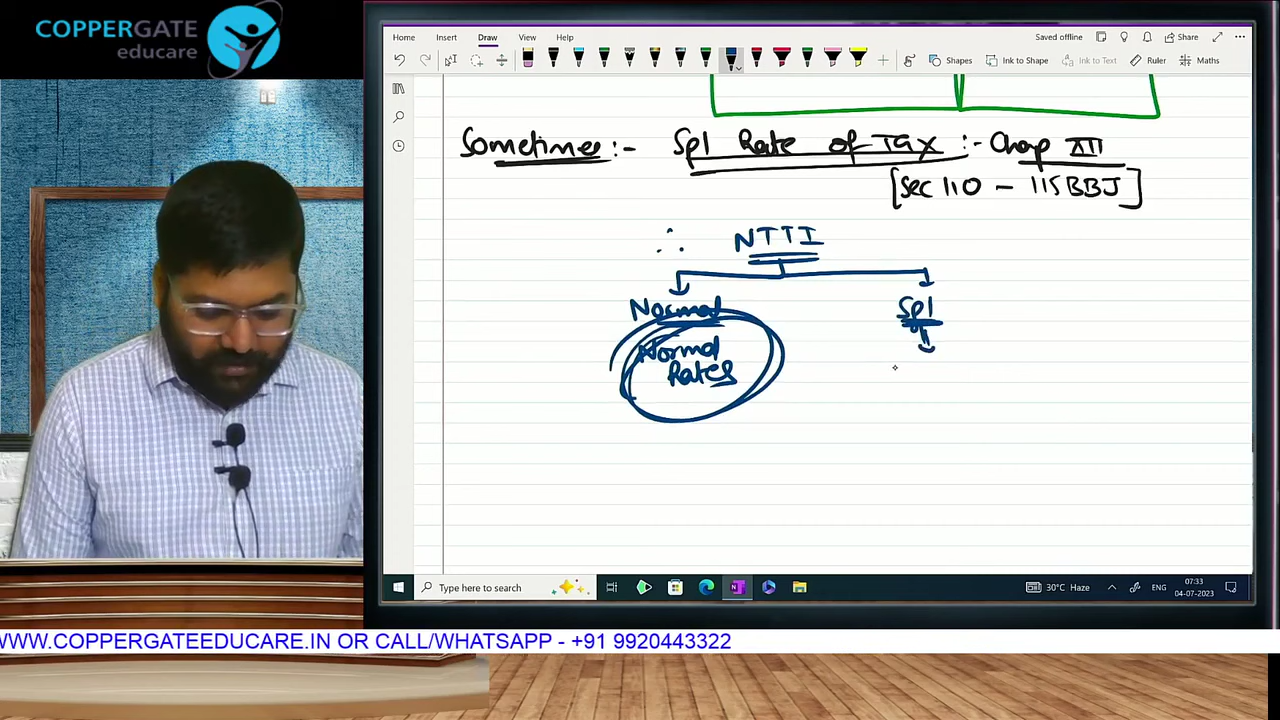 COPPERGATE
educare
Home Insert Draw View Help
Saved offline
Share
Shapes
Ink to Shape
Ink to Text
Ruler
Maths
Sometimes:- Spl Rate of Tax :- Chap XII
[Sec 110 - 115BBJ]
∴ NTTI
Normal Spl
Normal
Rates
Type here to search
30°C Haze
ENG
07:33
04-07-2023
WWW.COPPERGATEEDUCARE.IN OR CALL/WHATSAPP - +91 9920443322